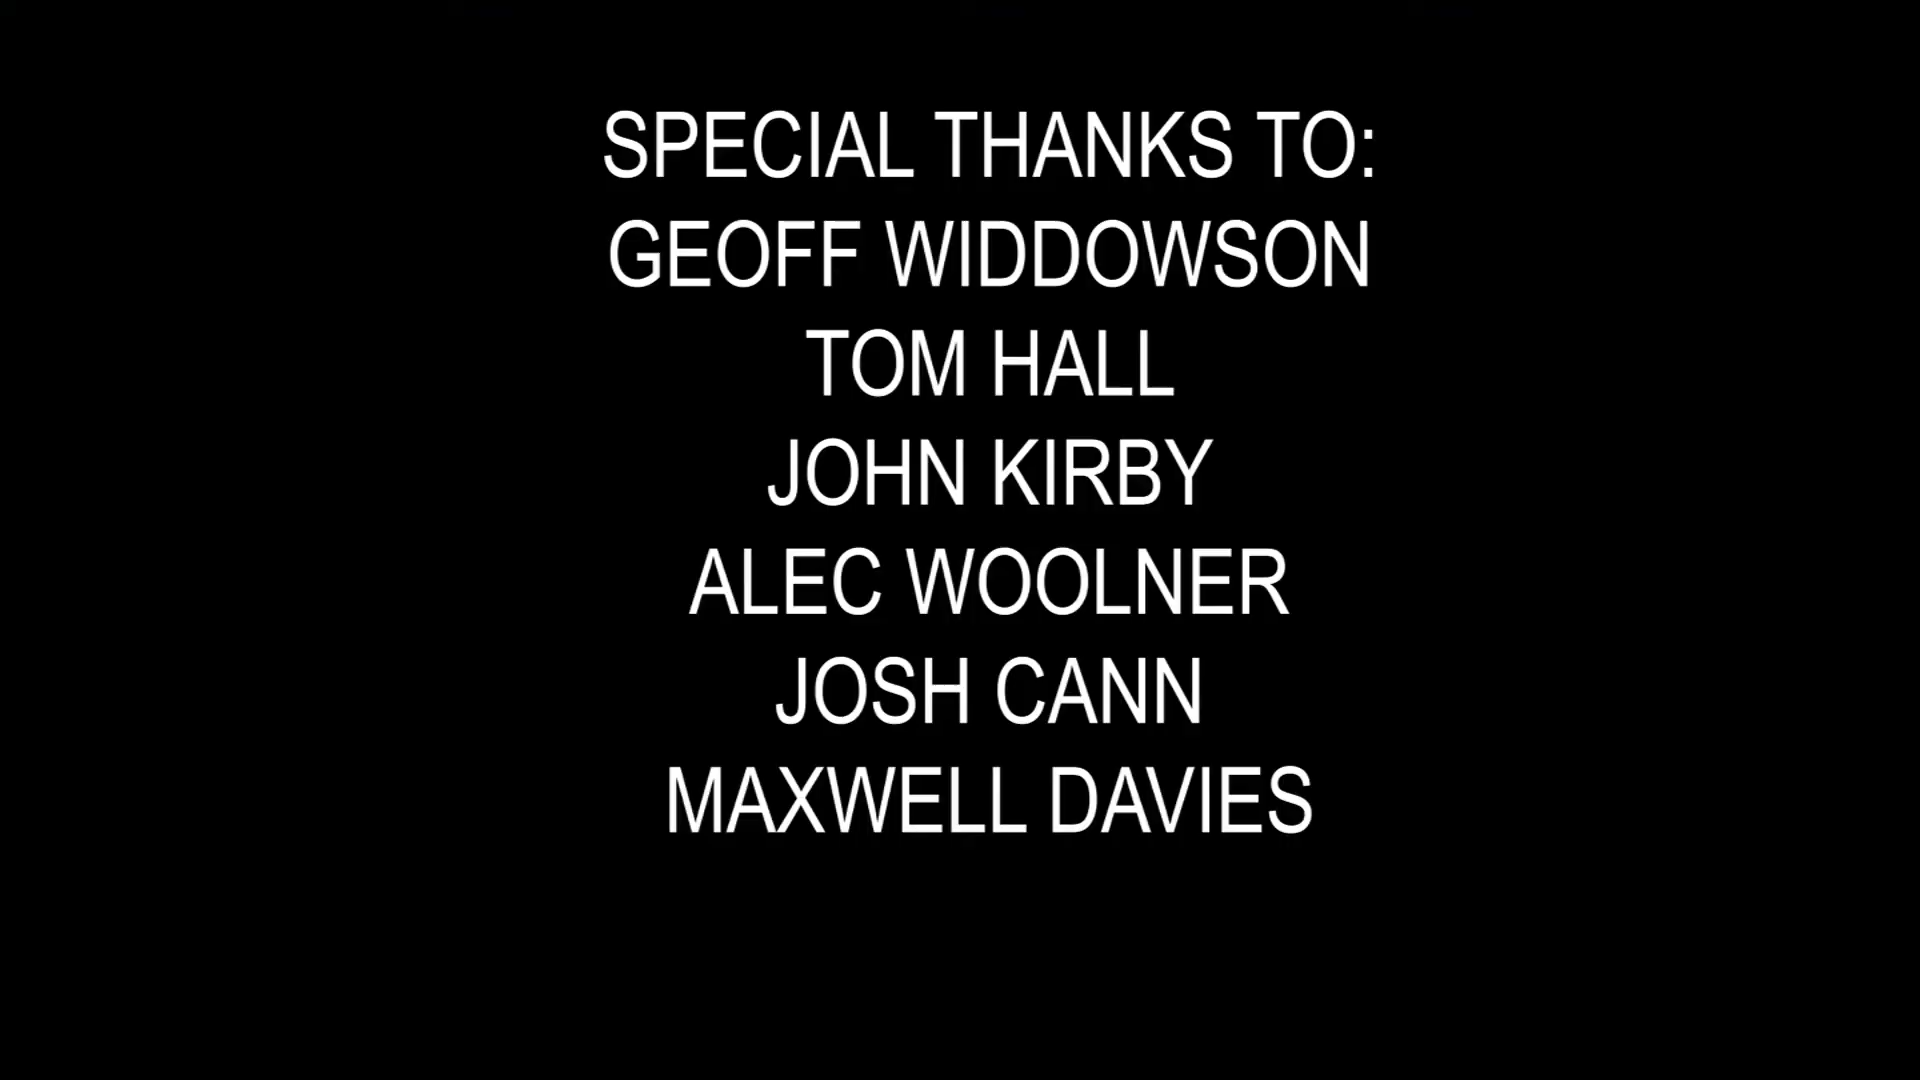 SPECIAL THANKS TO:
GEOFF WIDDOWSON
TOM HALL
JOHN KIRBY
ALEC WOOLNER
JOSH CANN
MAXWELL DAVIES